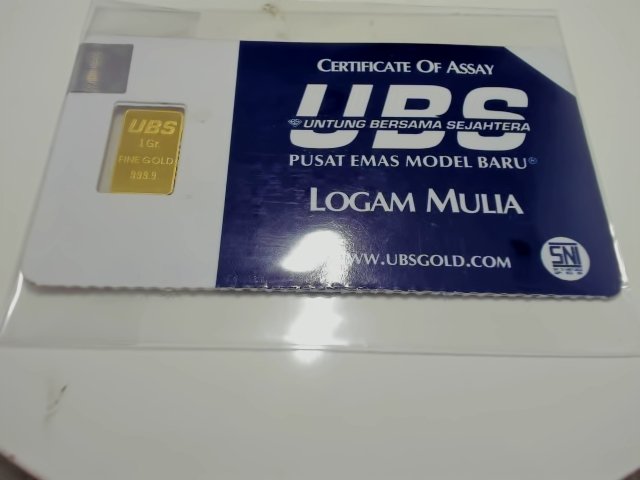 CERTIFICATE OF ASSAY
UBS
UNTUNG BERSAMA SEJAHTERA
PUSAT EMAS MODEL BARU®
LOGAM MULIA
WWW.UBSGOLD.COM
SNI
UBS
1 Gr.
FINE GOLD
999.9